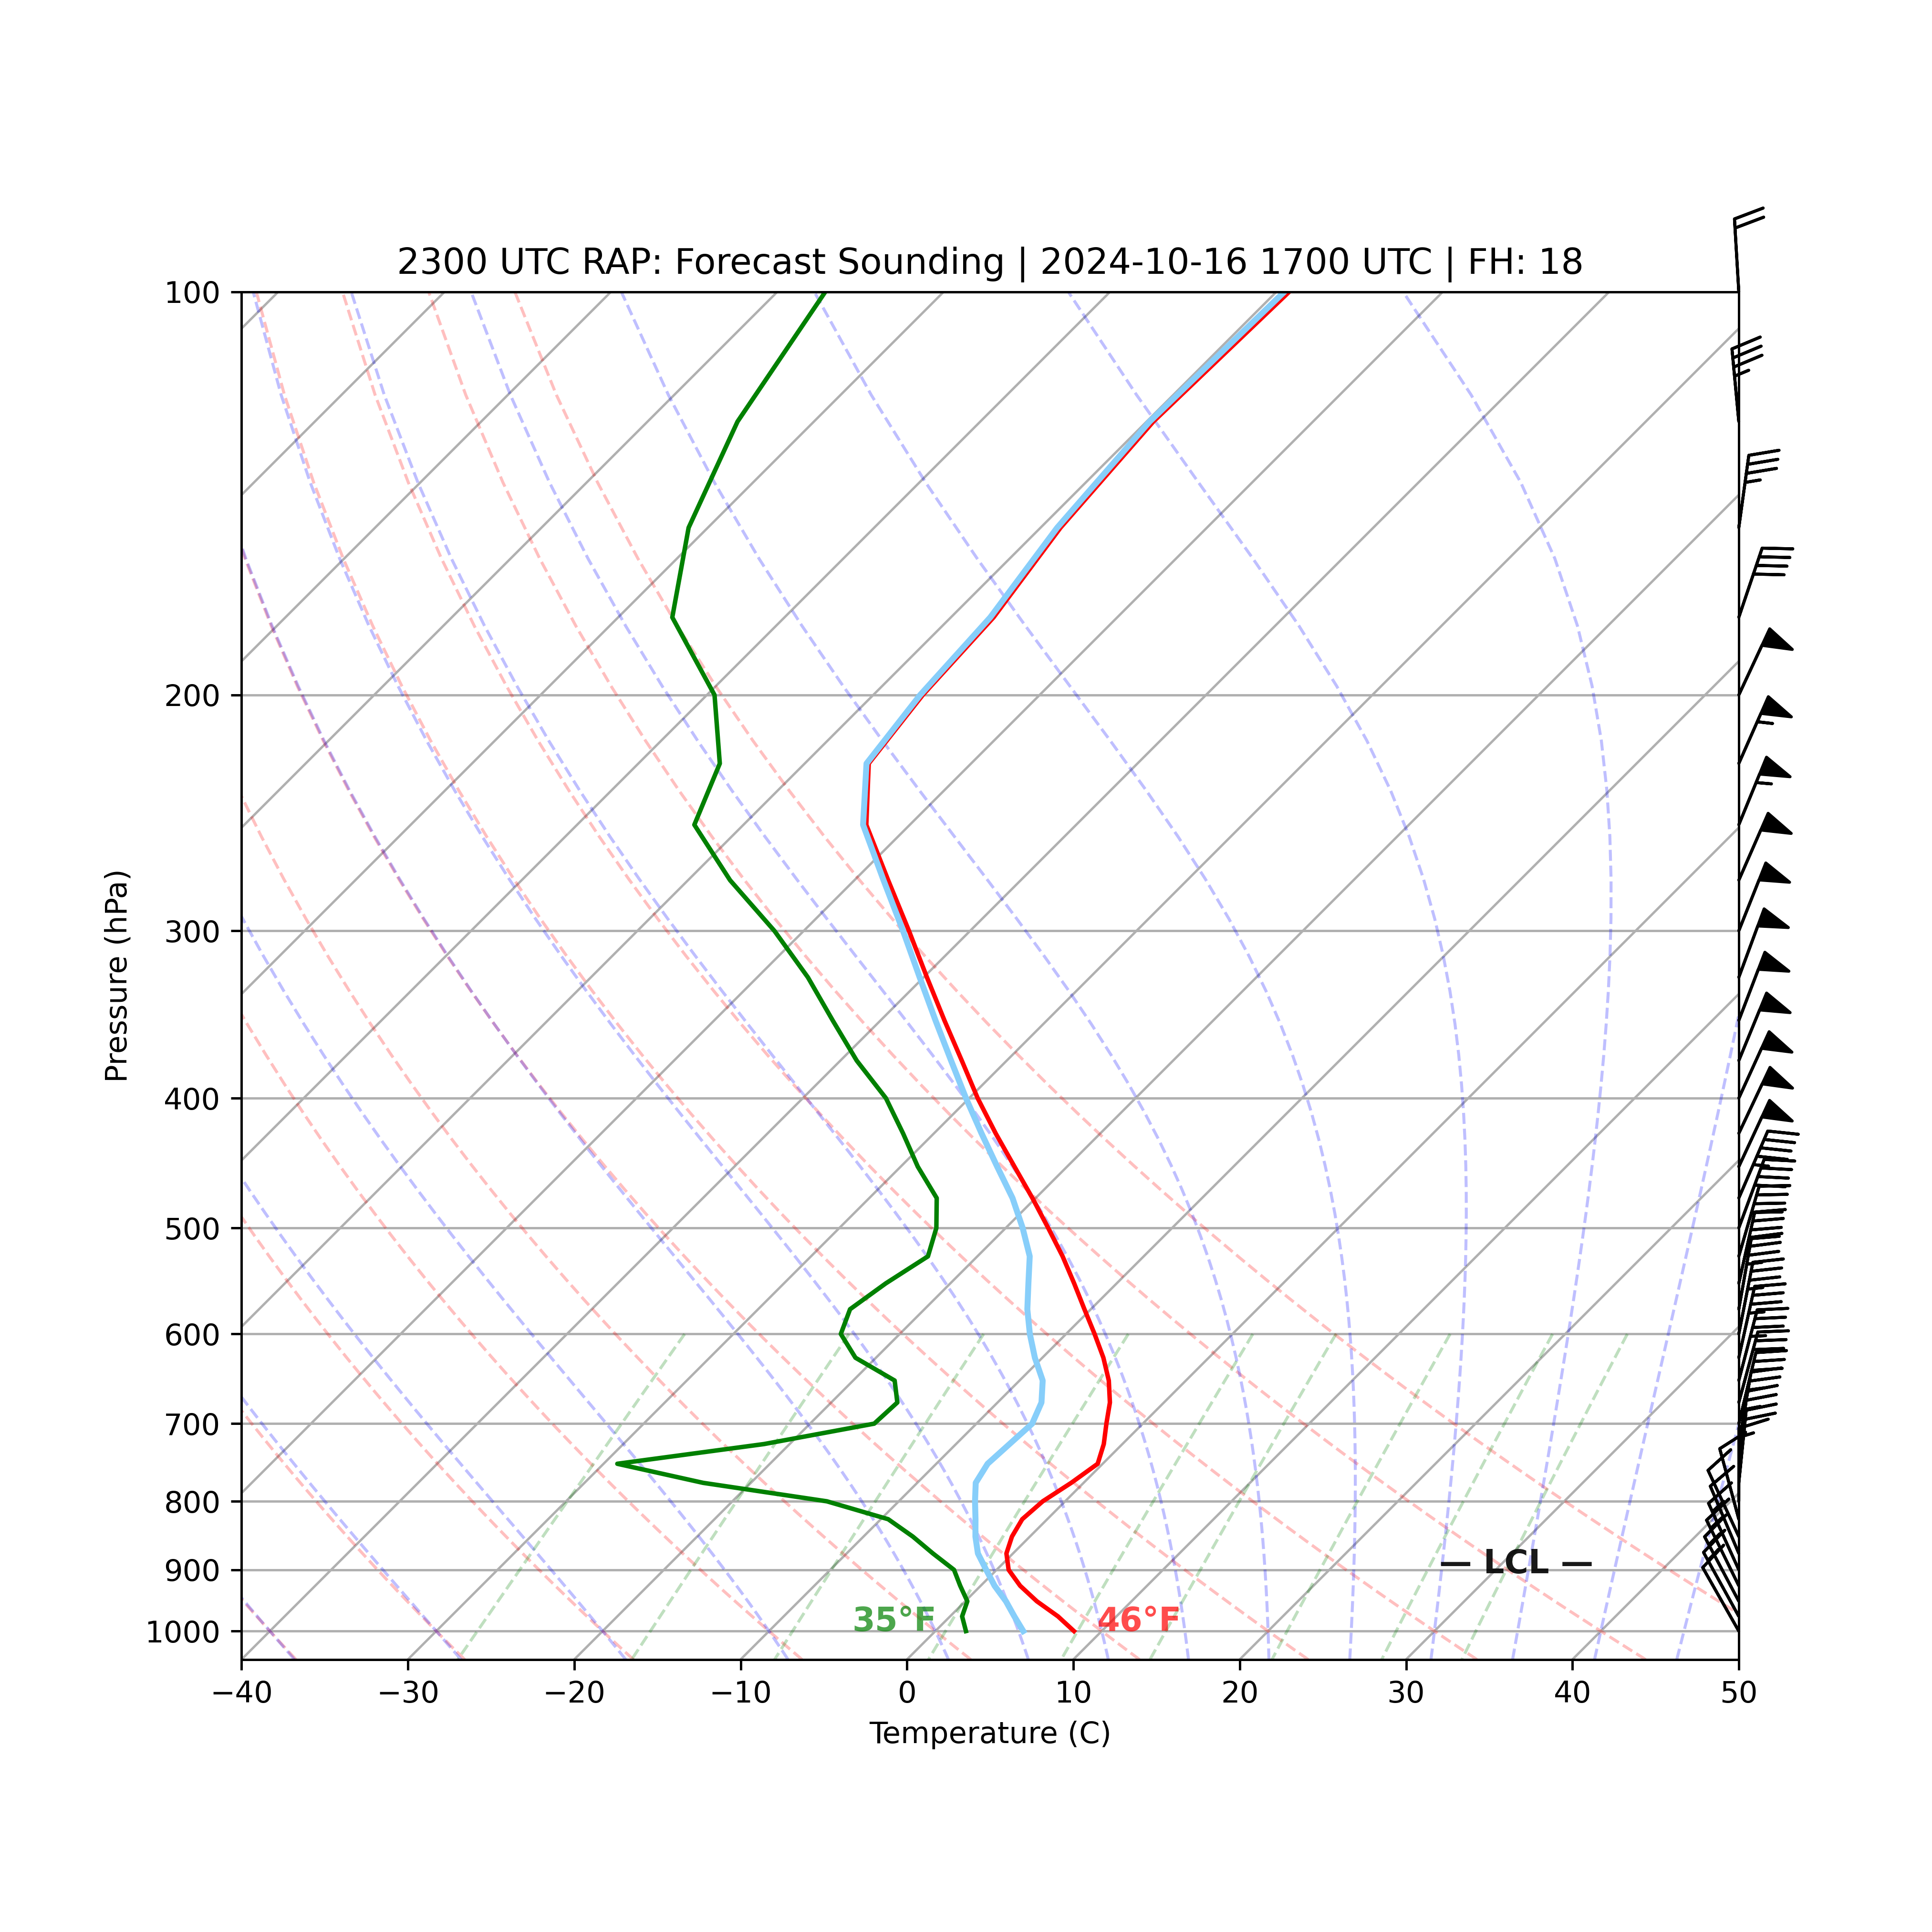 2300 UTC RAP: Forecast Sounding | 2024-10-16 1700 UTC | FH: 18
100
200
300
400
500
600
700
800
900
1000
Pressure (hPa)
— LCL —
35°F
46°F
−40 −30 −20 −10 0 10 20 30 40 50
Temperature (C)